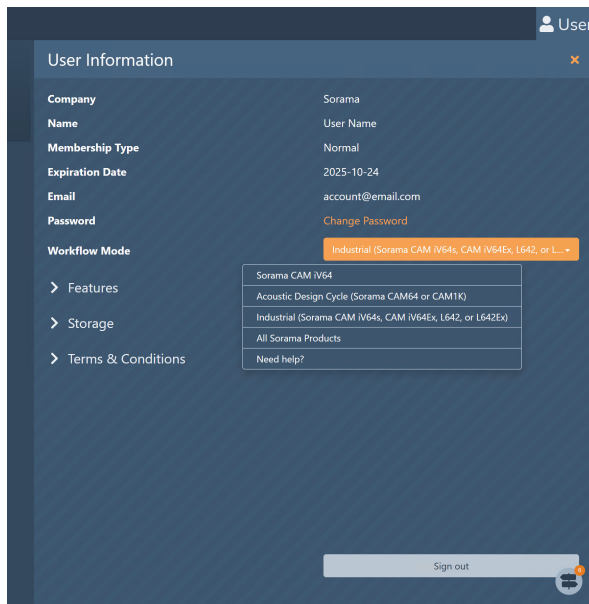 User
User Information
Company Sorama
Name User Name
Membership Type Normal
Expiration Date 2025-10-24
Email account@email.com
Password Change Password
Workflow Mode Industrial (Sorama CAM iV64s, CAM iV64Ex, L642, or L...
Sorama CAM iV64
Acoustic Design Cycle (Sorama CAM64 or CAM1K)
Industrial (Sorama CAM iV64s, CAM iV64Ex, L642, or L642Ex)
All Sorama Products
Need help?
Features
Storage
Terms & Conditions
Sign out
6